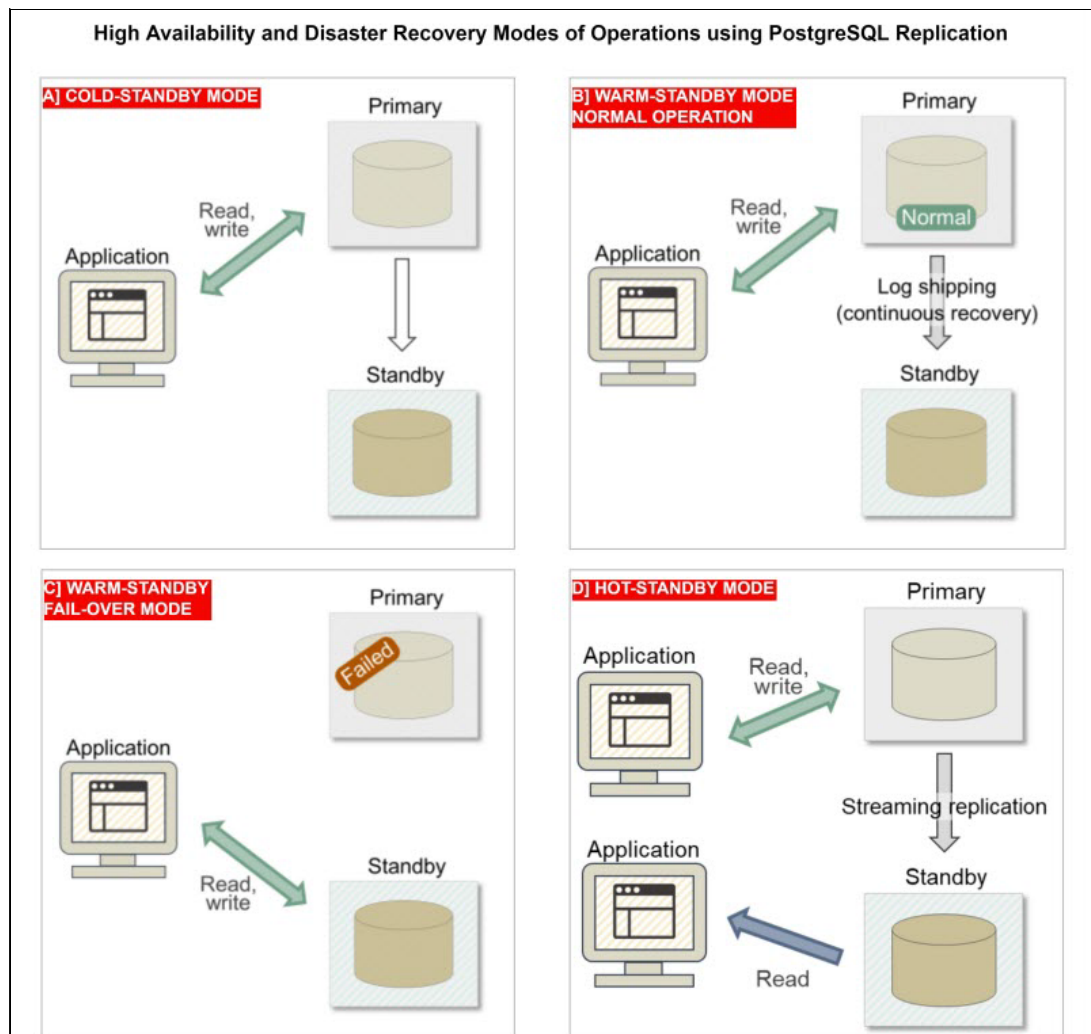 High Availability and Disaster Recovery Modes of Operations using PostgreSQL Replication
A] COLD-STANDBY MODE
Primary
Read,
write
Application
Standby
B] WARM-STANDBY MODE
NORMAL OPERATION
Primary
Normal
Read,
write
Application
Log shipping
(continuous recovery)
Standby
C] WARM-STANDBY
FAIL-OVER MODE
Primary
Failed
Application
Read,
write
Standby
D] HOT-STANDBY MODE
Primary
Application
Read,
write
Streaming replication
Application
Standby
Read